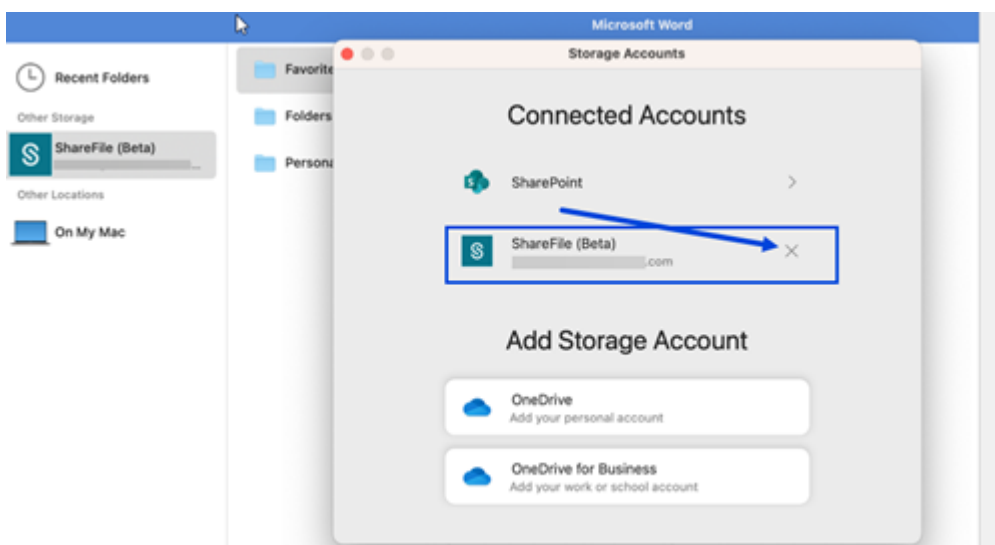 Microsoft Word
Storage Accounts
Recent Folders
Other Storage
ShareFile (Beta)
...
Other Locations
On My Mac
Favorite
Folders
Persona
Connected Accounts
SharePoint
ShareFile (Beta)
.com
Add Storage Account
OneDrive
Add your personal account
OneDrive for Business
Add your work or school account